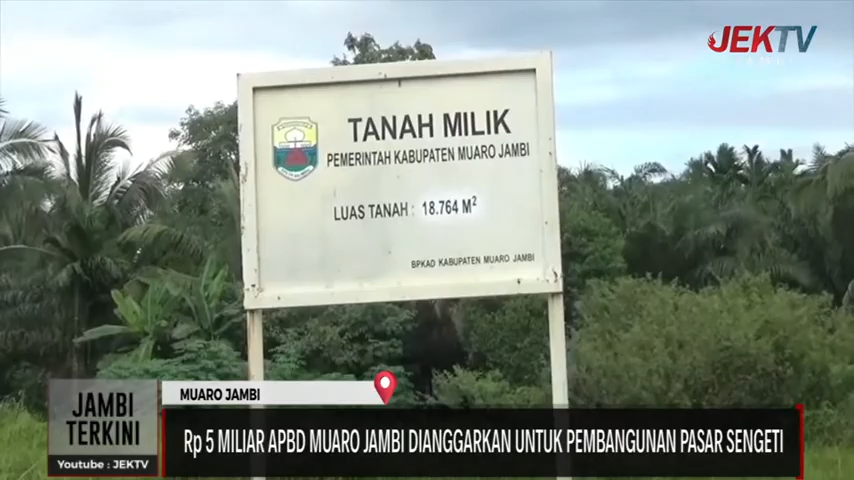 JEKTV
TANAH MILIK
PEMERINTAH KABUPATEN MUARO JAMBI
LUAS TANAH : 18.764 M²
BPKAD KABUPATEN MUARO JAMBI
MUARO JAMBI
JAMBI
TERKINI
Youtube : JEKTV
Rp 5 MILIAR APBD MUARO JAMBI DIANGGARKAN UNTUK PEMBANGUNAN PASAR SENGETI